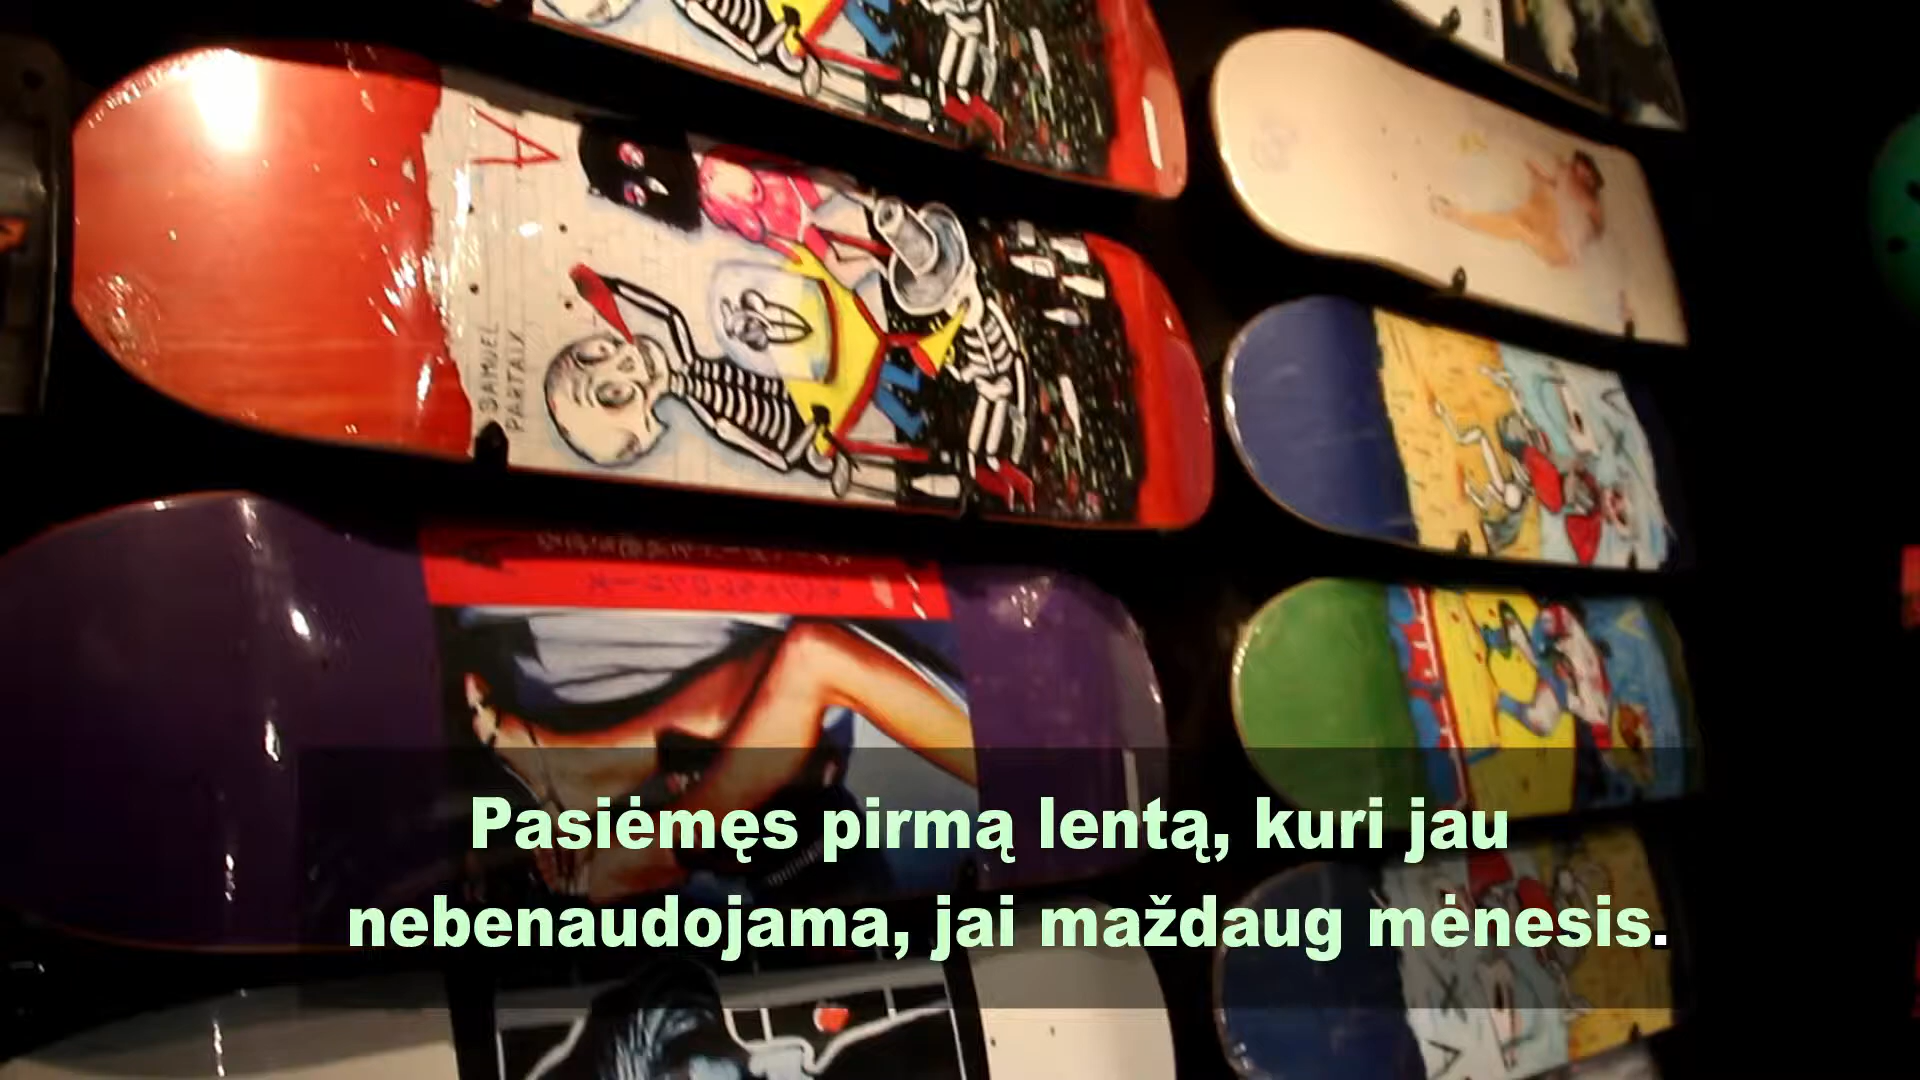 A
SAMUEL
PARTAIX
Pasiėmęs pirmą lentą, kuri jau
nebenaudojama, jai maždaug mėnesis.